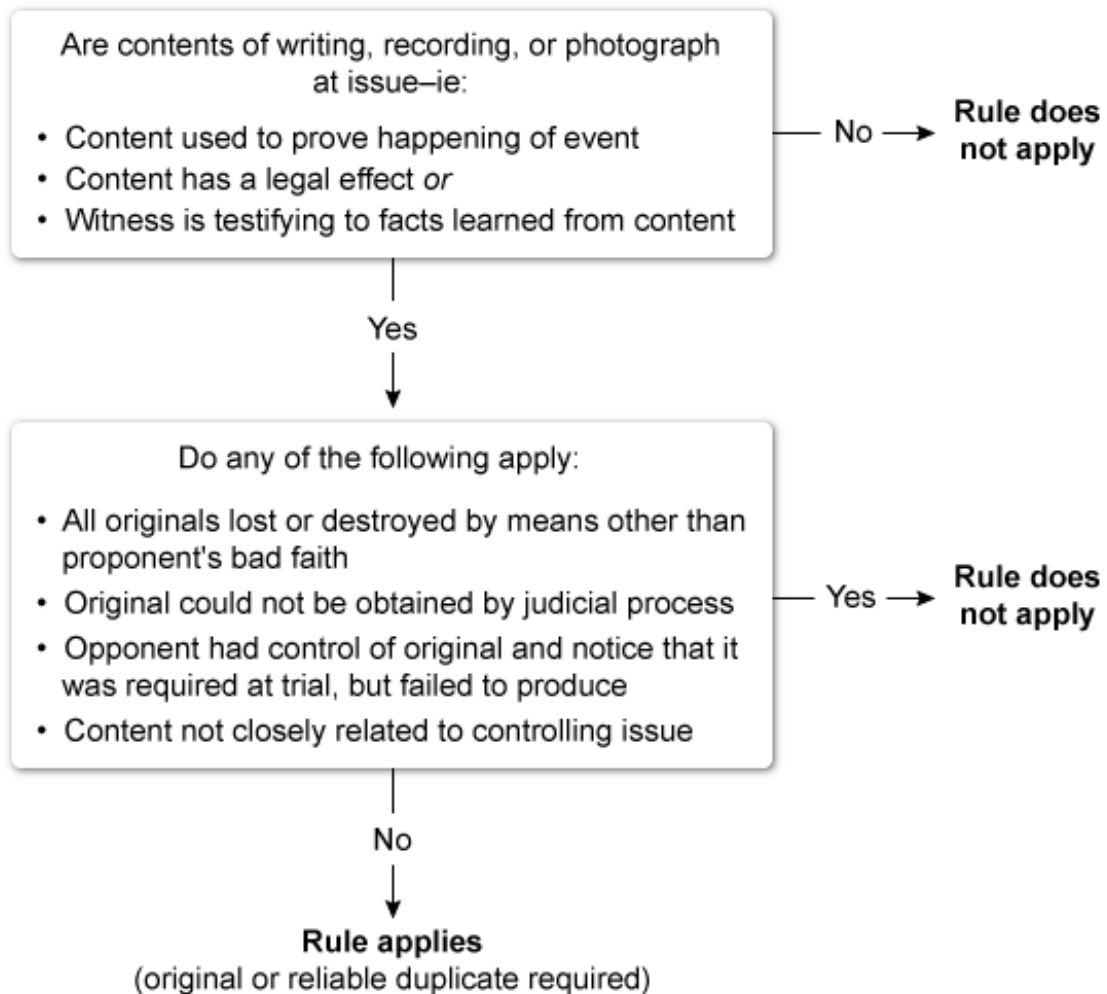 Are contents of writing, recording, or photograph
at issue–ie:
• Content used to prove happening of event
• Content has a legal effect or
• Witness is testifying to facts learned from content
No
Rule does
not apply
Yes
Do any of the following apply:
• All originals lost or destroyed by means other than
proponent's bad faith
• Original could not be obtained by judicial process
• Opponent had control of original and notice that it
was required at trial, but failed to produce
• Content not closely related to controlling issue
Yes
Rule does
not apply
No
Rule applies
(original or reliable duplicate required)